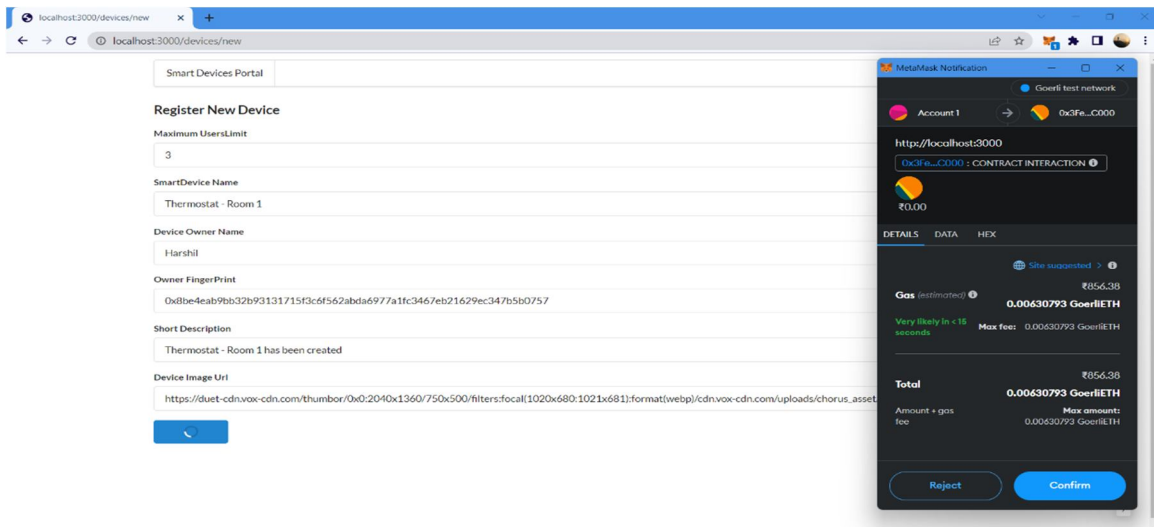 localhost:3000/devices/new
localhost:3000/devices/new
Smart Devices Portal
Register New Device
Maximum UsersLimit
3
SmartDevice Name
Thermostat - Room 1
Device Owner Name
Harshil
Owner FingerPrint
0x8be4eab9bb32b93131715f3c6f562abda6977a1fc3467eb21629ec347b5b0757
Short Description
Thermostat - Room 1 has been created
Device Image Url
https://duet-cdn.vox-cdn.com/thumbor/0x0:2040x1360/750x500/filters:focal(1020x680:1021x681):format(webp)/cdn.vox-cdn.com/uploads/chorus_asset
MetaMask Notification
Goerli test network
Account 1
0x3Fe...C000
http://localhost:3000
0x3Fe...C000 : CONTRACT INTERACTION
₹0.00
DETAILS DATA HEX
Site suggested >
₹856.38
Gas (estimated) 0.00630793 GoerliETH
Very likely in < 15 seconds
Max fee: 0.00630793 GoerliETH
₹856.38
Total 0.00630793 GoerliETH
Amount + gas fee
Max amount: 0.00630793 GoerliETH
Reject Confirm